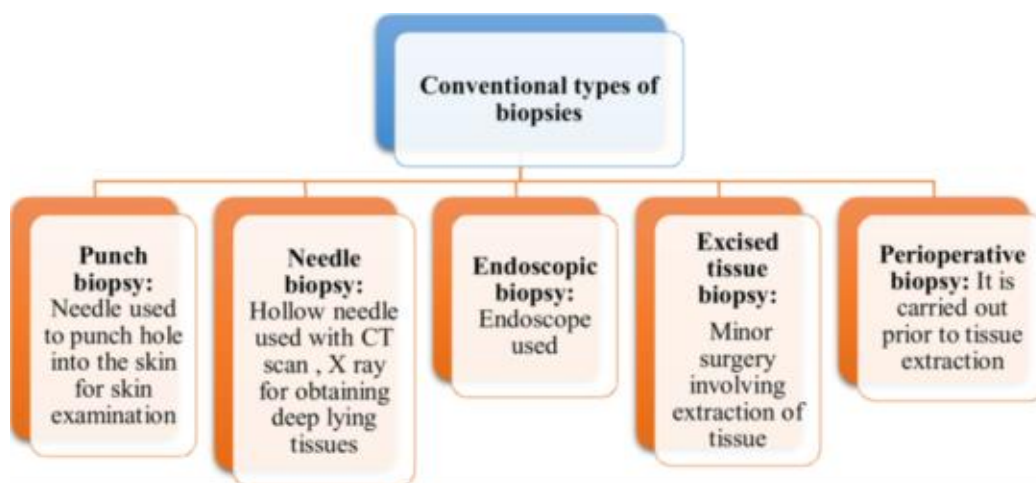 Conventional types of
biopsies
Punch
biopsy:
Needle used
to punch hole
into the skin
for skin
examination
Needle
biopsy:
Hollow needle
used with CT
scan , X ray
for obtaining
deep lying
tissues
Endoscopic
biopsy:
Endoscope
used
Excised
tissue
biopsy:
Minor
surgery
involving
extraction of
tissue
Perioperative
biopsy: It is
carried out
prior to tissue
extraction